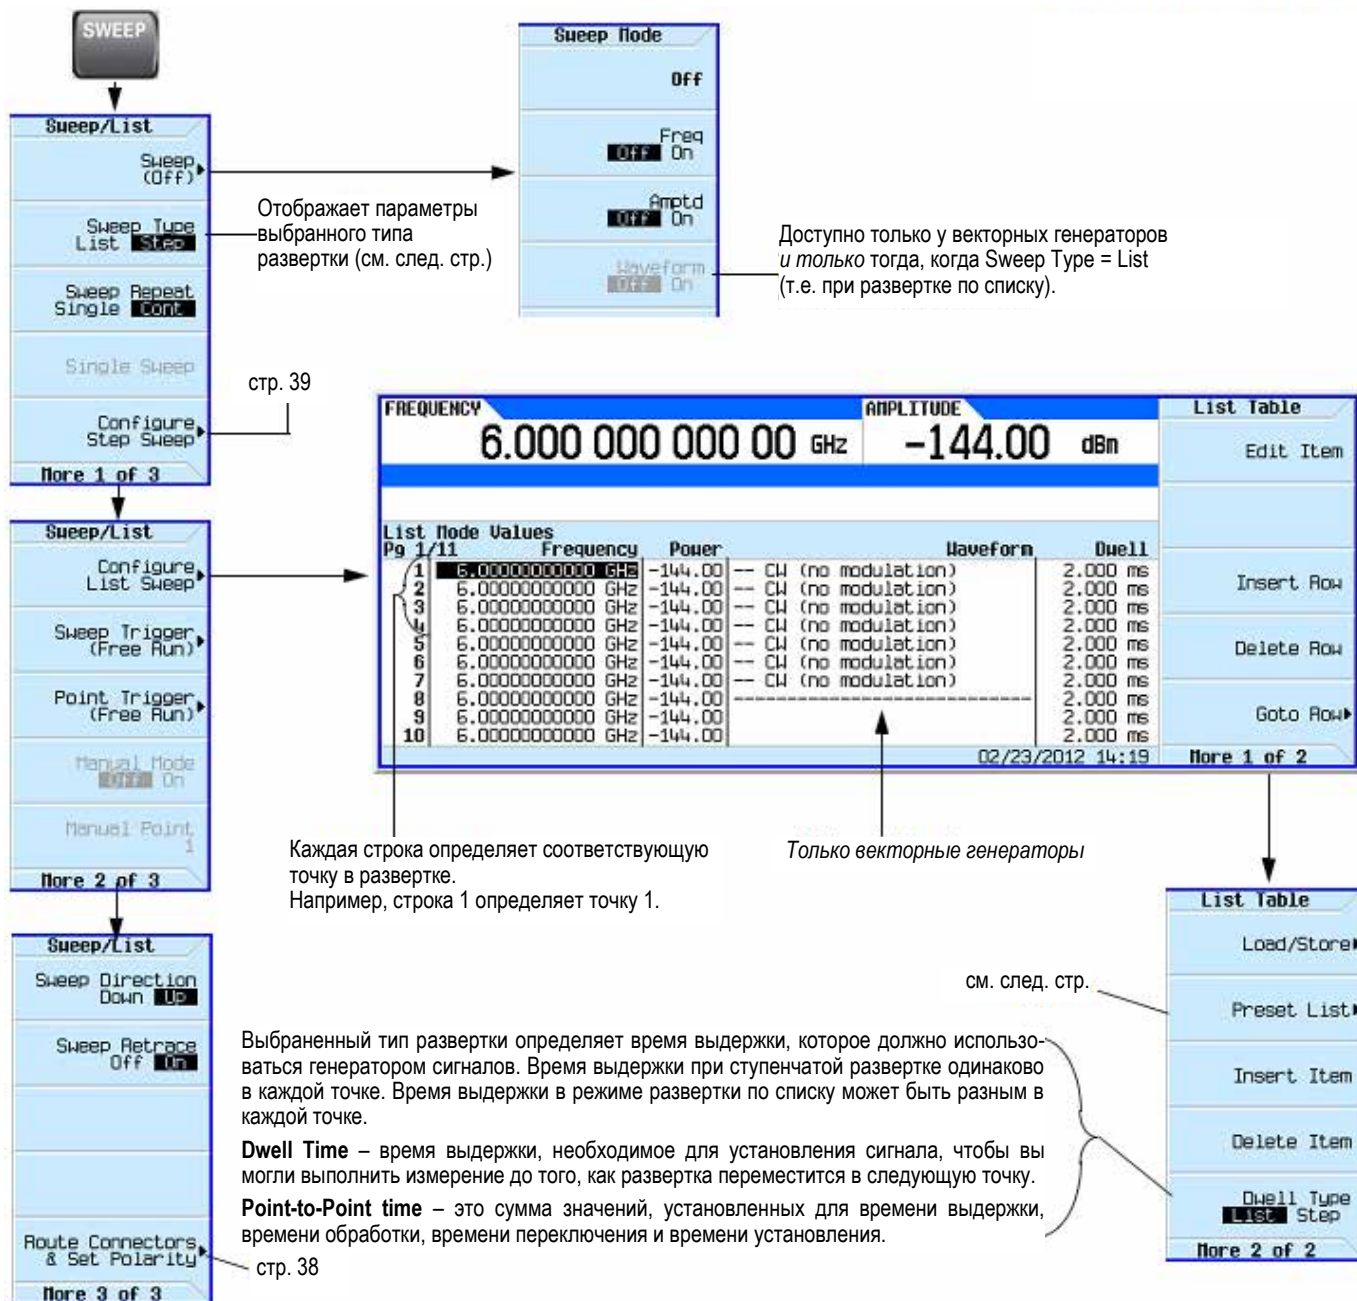 SWEEP
Sweep/List
Sweep
(Off)
Sweep Type
List Step
Sweep Repeat
Single Cont
Single Sweep
Configure
Step Sweep
More 1 of 3
Отображает параметры
выбранного типа
развертки (см. след. стр.)
стр. 39
Sweep Mode
Off
Freq
Off On
Amptd
Off On
Waveform
Off On
Доступно только у векторных генераторов
и только тогда, когда Sweep Type = List
(т.е. при развертке по списку).
Sweep/List
Configure
List Sweep
Sweep Trigger
(Free Run)
Point Trigger
(Free Run)
Manual Mode
Off On
Manual Point
1
More 2 of 3
FREQUENCY AMPLITUDE
6.000 000 000 00 GHz -144.00 dBm
List Mode Values
Pg 1/11 Frequency Power Waveform Dwell
1 6.00000000000 GHz -144.00 -- CW (no modulation) 2.000 ms
2 6.00000000000 GHz -144.00 -- CW (no modulation) 2.000 ms
3 6.00000000000 GHz -144.00 -- CW (no modulation) 2.000 ms
4 6.00000000000 GHz -144.00 -- CW (no modulation) 2.000 ms
5 6.00000000000 GHz -144.00 -- CW (no modulation) 2.000 ms
6 6.00000000000 GHz -144.00 -- CW (no modulation) 2.000 ms
7 6.00000000000 GHz -144.00 -- CW (no modulation) 2.000 ms
8 6.00000000000 GHz -144.00 ------------------------------ 2.000 ms
9 6.00000000000 GHz -144.00 2.000 ms
10 6.00000000000 GHz -144.00 2.000 ms
02/23/2012 14:19
List Table
Edit Item
Insert Row
Delete Row
Goto Row
More 1 of 2
Каждая строка определяет соответствующую
точку в развертке.
Например, строка 1 определяет точку 1.
Только векторные генераторы
Sweep/List
Sweep Direction
Down Up
Sweep Retrace
Off On
Route Connectors
& Set Polarity
More 3 of 3
стр. 38
Выбраненный тип развертки определяет время выдержки, которое должно использо-
ваться генератором сигналов. Время выдержки при ступенчатой развертке одинаково
в каждой точке. Время выдержки в режиме развертки по списку может быть разным в
каждой точке.
Dwell Time – время выдержки, необходимое для установления сигнала, чтобы вы
могли выполнить измерение до того, как развертка переместится в следующую точку.
Point-to-Point time – это сумма значений, установленных для времени выдержки,
времени обработки, времени переключения и времени установления.
см. след. стр.
List Table
Load/Store
Preset List
Insert Item
Delete Item
Dwell Type
List Step
More 2 of 2